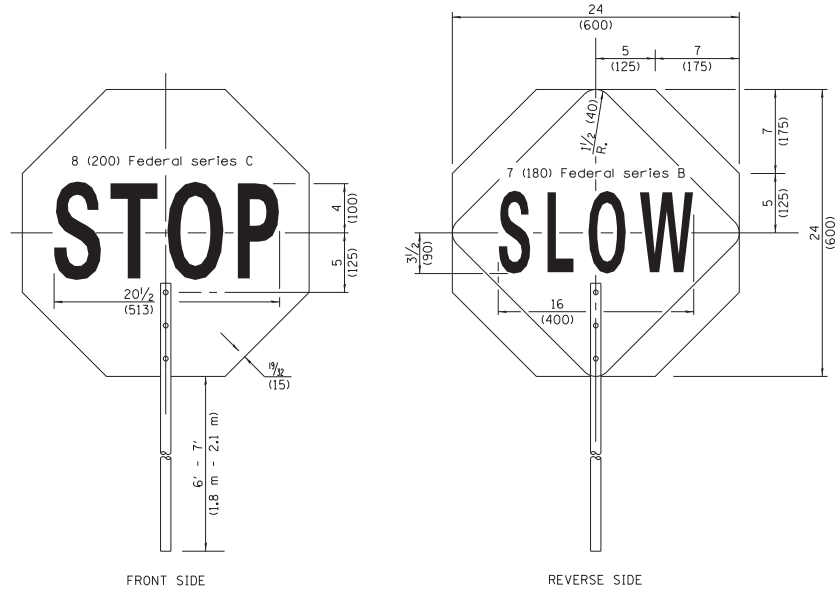 8 (200) Federal series C
STOP
4
(100)
5
(125)
20 1/2
(513)
19/32
(15)
6' - 7'
(1.8 m - 2.1 m)
FRONT SIDE
24
(600)
5
(125)
7
(175)
1 1/2 (40)
R.
7
(175)
7 (180) Federal series B
SLOW
5
(125)
24
(600)
3 1/2
(90)
16
(400)
REVERSE SIDE